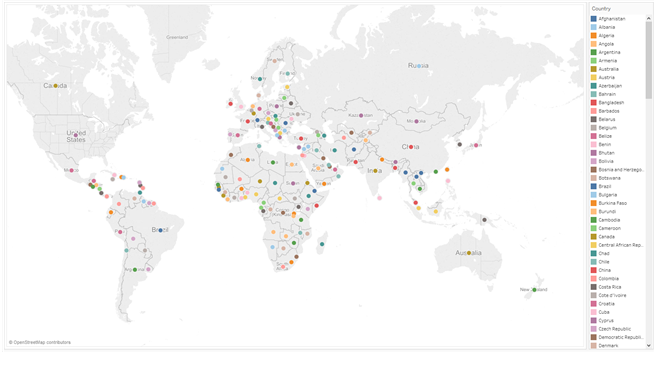 Country
Afghanistan
Albania
Algeria
Angola
Argentina
Armenia
Australia
Austria
Azerbaijan
Bahrain
Bangladesh
Barbados
Belarus
Belgium
Belize
Benin
Bhutan
Bolivia
Bosnia and Herzego..
Botswana
Brazil
Bulgaria
Burkina Faso
Burundi
Cambodia
Cameroon
Canada
Central African Rep..
Chad
Chile
China
Colombia
Costa Rica
Cote d'Ivoire
Croatia
Cuba
Cyprus
Czech Republic
Democratic Republi..
Denmark
Greenland
Russia
Canada
Norway
United
States
Kazakhstan
China
India
Brazil
Australia
New Zealand
© OpenStreetMap contributors